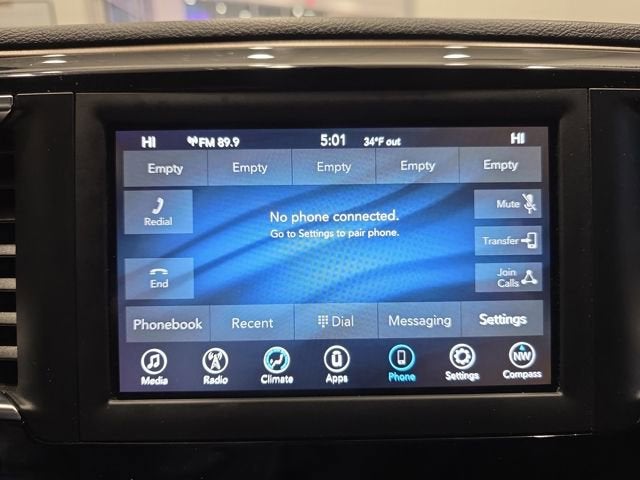 HI FM 89.9 5:01 34°F out HI
Empty Empty Empty Empty Empty
Redial
Mute
No phone connected.
Go to Settings to pair phone.
Transfer
End
Join
Calls
Phonebook Recent Dial Messaging Settings
NW
Media Radio Climate Apps Phone Settings Compass